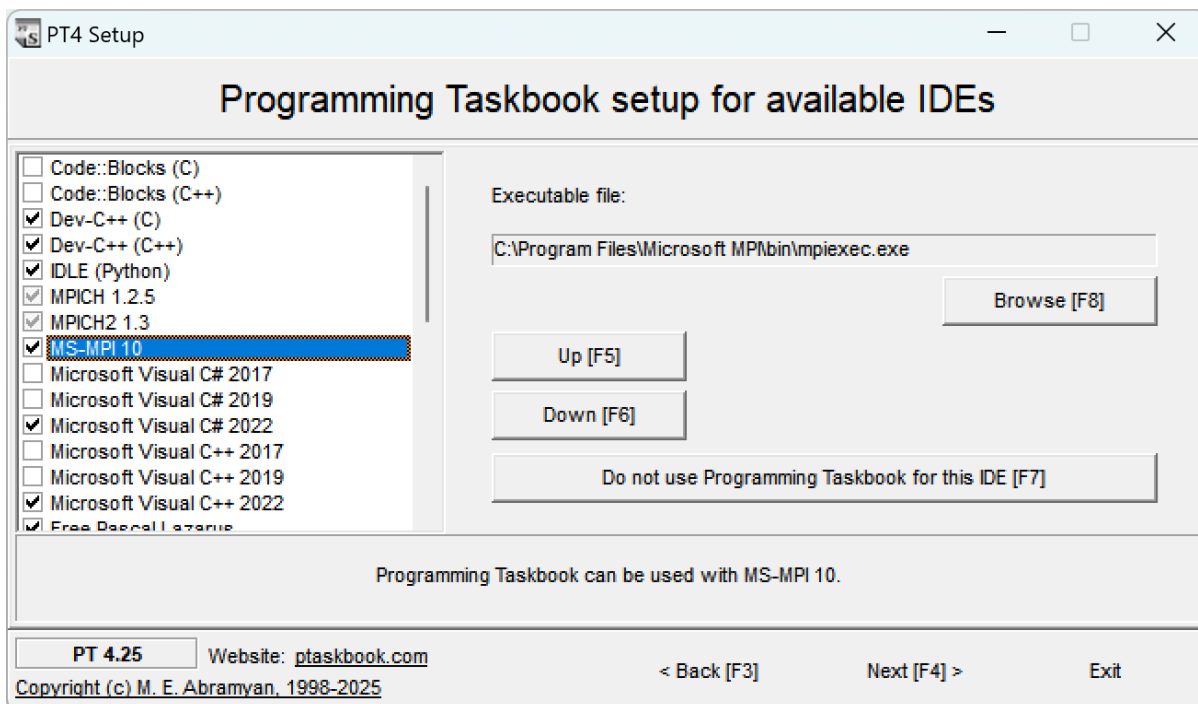 PT4 Setup
Programming Taskbook setup for available IDEs
Code::Blocks (C)
Code::Blocks (C++)
Dev-C++ (C)
Dev-C++ (C++)
IDLE (Python)
MPICH 1.2.5
MPICH2 1.3
MS-MPI 10
Microsoft Visual C# 2017
Microsoft Visual C# 2019
Microsoft Visual C# 2022
Microsoft Visual C++ 2017
Microsoft Visual C++ 2019
Microsoft Visual C++ 2022
Free Pascal Lazarus
Executable file:
C:\Program Files\Microsoft MPI\bin\mpiexec.exe
Browse [F8]
Up [F5]
Down [F6]
Do not use Programming Taskbook for this IDE [F7]
Programming Taskbook can be used with MS-MPI 10.
PT 4.25
Website: ptaskbook.com
Copyright (c) M. E. Abramyan, 1998-2025
< Back [F3]
Next [F4] >
Exit